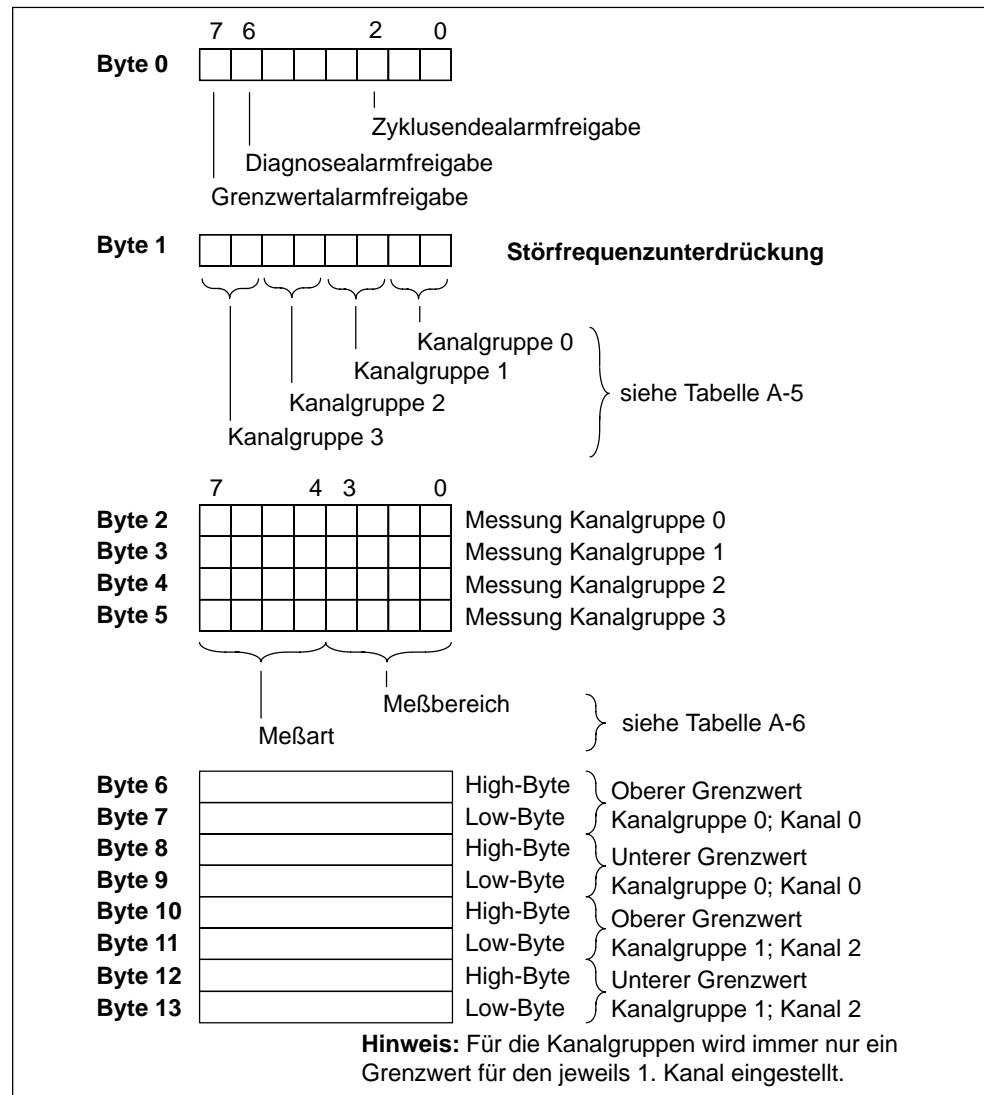 7 6 2 0
Byte 0
Zyklusendealarmfreigabe
Diagnosealarmfreigabe
Grenzwertalarmfreigabe
Byte 1 Störfrequenzunterdrückung
Kanalgruppe 0
Kanalgruppe 1
Kanalgruppe 2
Kanalgruppe 3
siehe Tabelle A-5
7 4 3 0
Byte 2 Messung Kanalgruppe 0
Byte 3 Messung Kanalgruppe 1
Byte 4 Messung Kanalgruppe 2
Byte 5 Messung Kanalgruppe 3
Meßbereich
Meßart
siehe Tabelle A-6
Byte 6 High-Byte
Byte 7 Low-Byte
Oberer Grenzwert
Kanalgruppe 0; Kanal 0
Byte 8 High-Byte
Byte 9 Low-Byte
Unterer Grenzwert
Kanalgruppe 0; Kanal 0
Byte 10 High-Byte
Byte 11 Low-Byte
Oberer Grenzwert
Kanalgruppe 1; Kanal 2
Byte 12 High-Byte
Byte 13 Low-Byte
Unterer Grenzwert
Kanalgruppe 1; Kanal 2
Hinweis: Für die Kanalgruppen wird immer nur ein
Grenzwert für den jeweils 1. Kanal eingestellt.